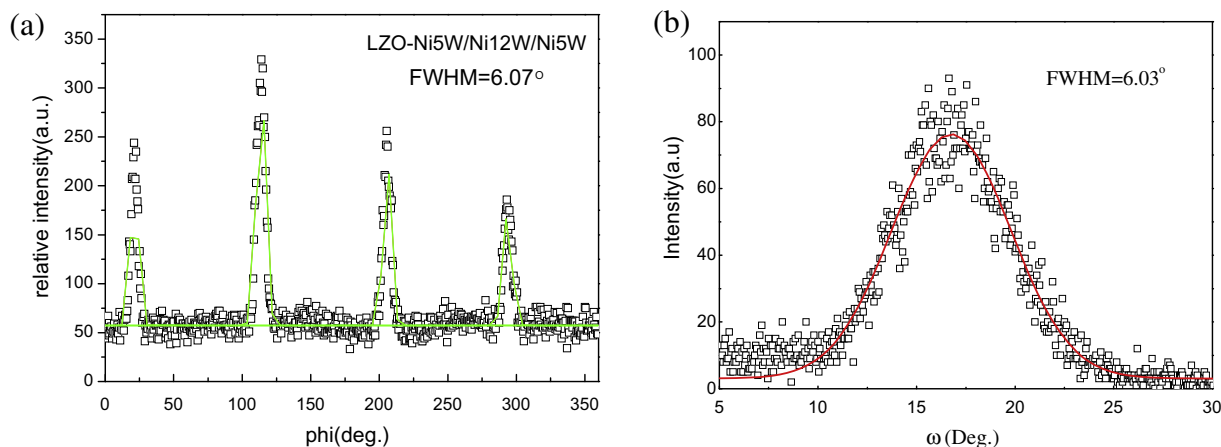 (a)
LZO-Ni5W/Ni12W/Ni5W
FWHM=6.07°
relative intensity(a.u.)
350
300
250
200
150
100
50
0
0 50 100 150 200 250 300 350
phi(deg.)
(b)
FWHM=6.03°
Intensity(a.u)
100
80
60
40
20
0
5 10 15 20 25 30
ω (Deg.)